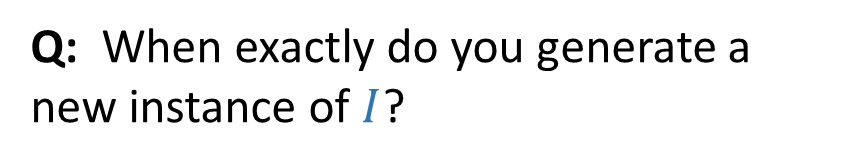 Q: When exactly do you generate a
new instance of I?